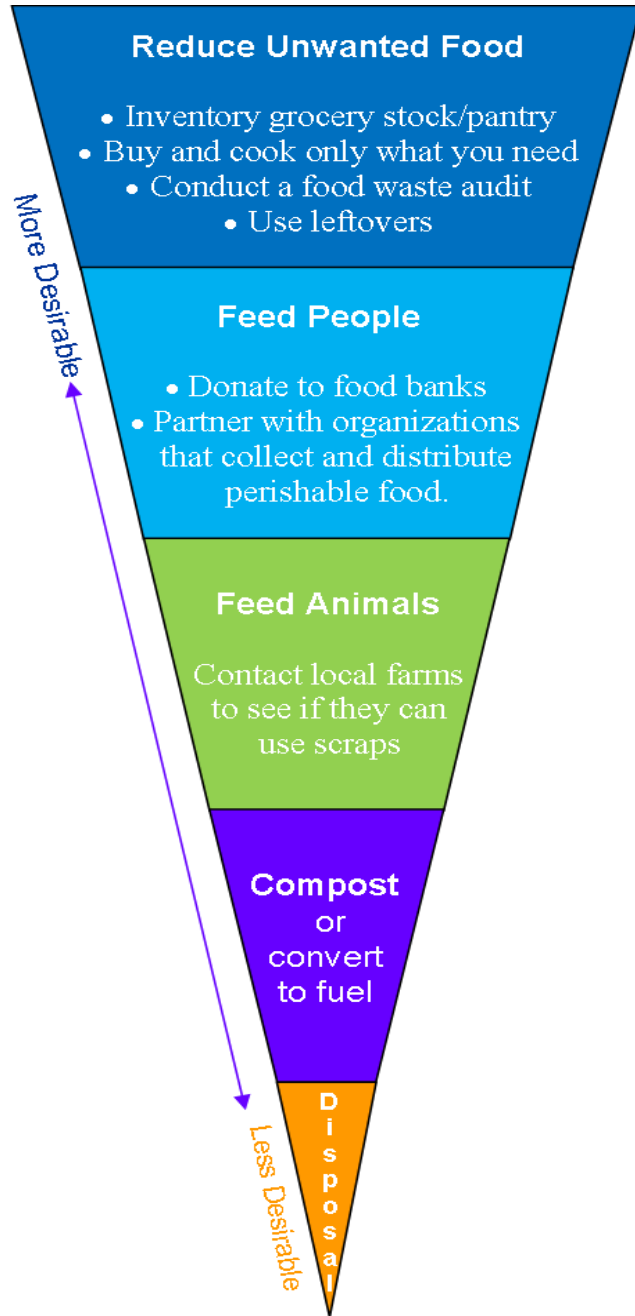 Reduce Unwanted Food
• Inventory grocery stock/pantry
• Buy and cook only what you need
• Conduct a food waste audit
• Use leftovers
More Desirable
Feed People
• Donate to food banks
• Partner with organizations
that collect and distribute
perishable food.
Feed Animals
Contact local farms
to see if they can
use scraps
Compost
or
convert
to fuel
Disposal
Less Desirable